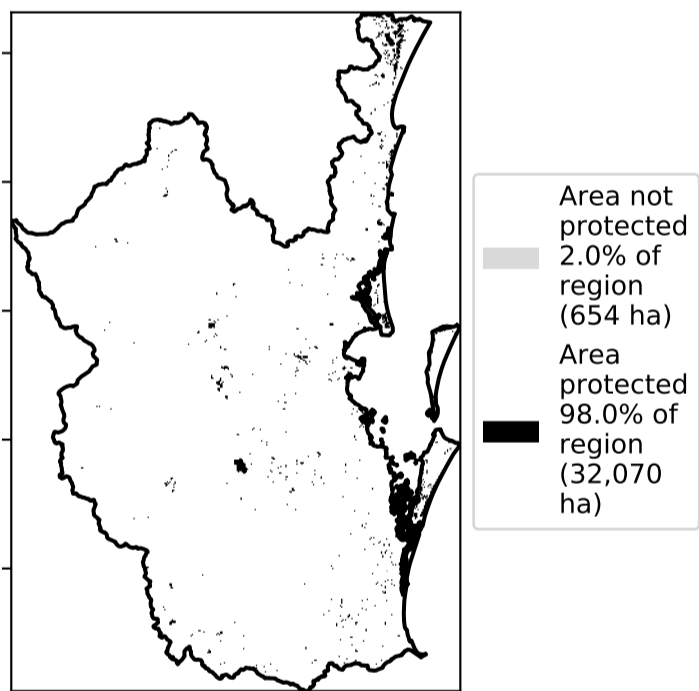 Area not
protected
2.0% of
region
(654 ha)
Area
protected
98.0% of
region
(32,070
ha)